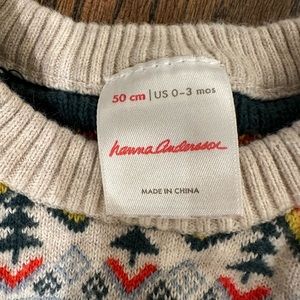 50 cm | US 0-3 mos
hanna Andersson
MADE IN CHINA